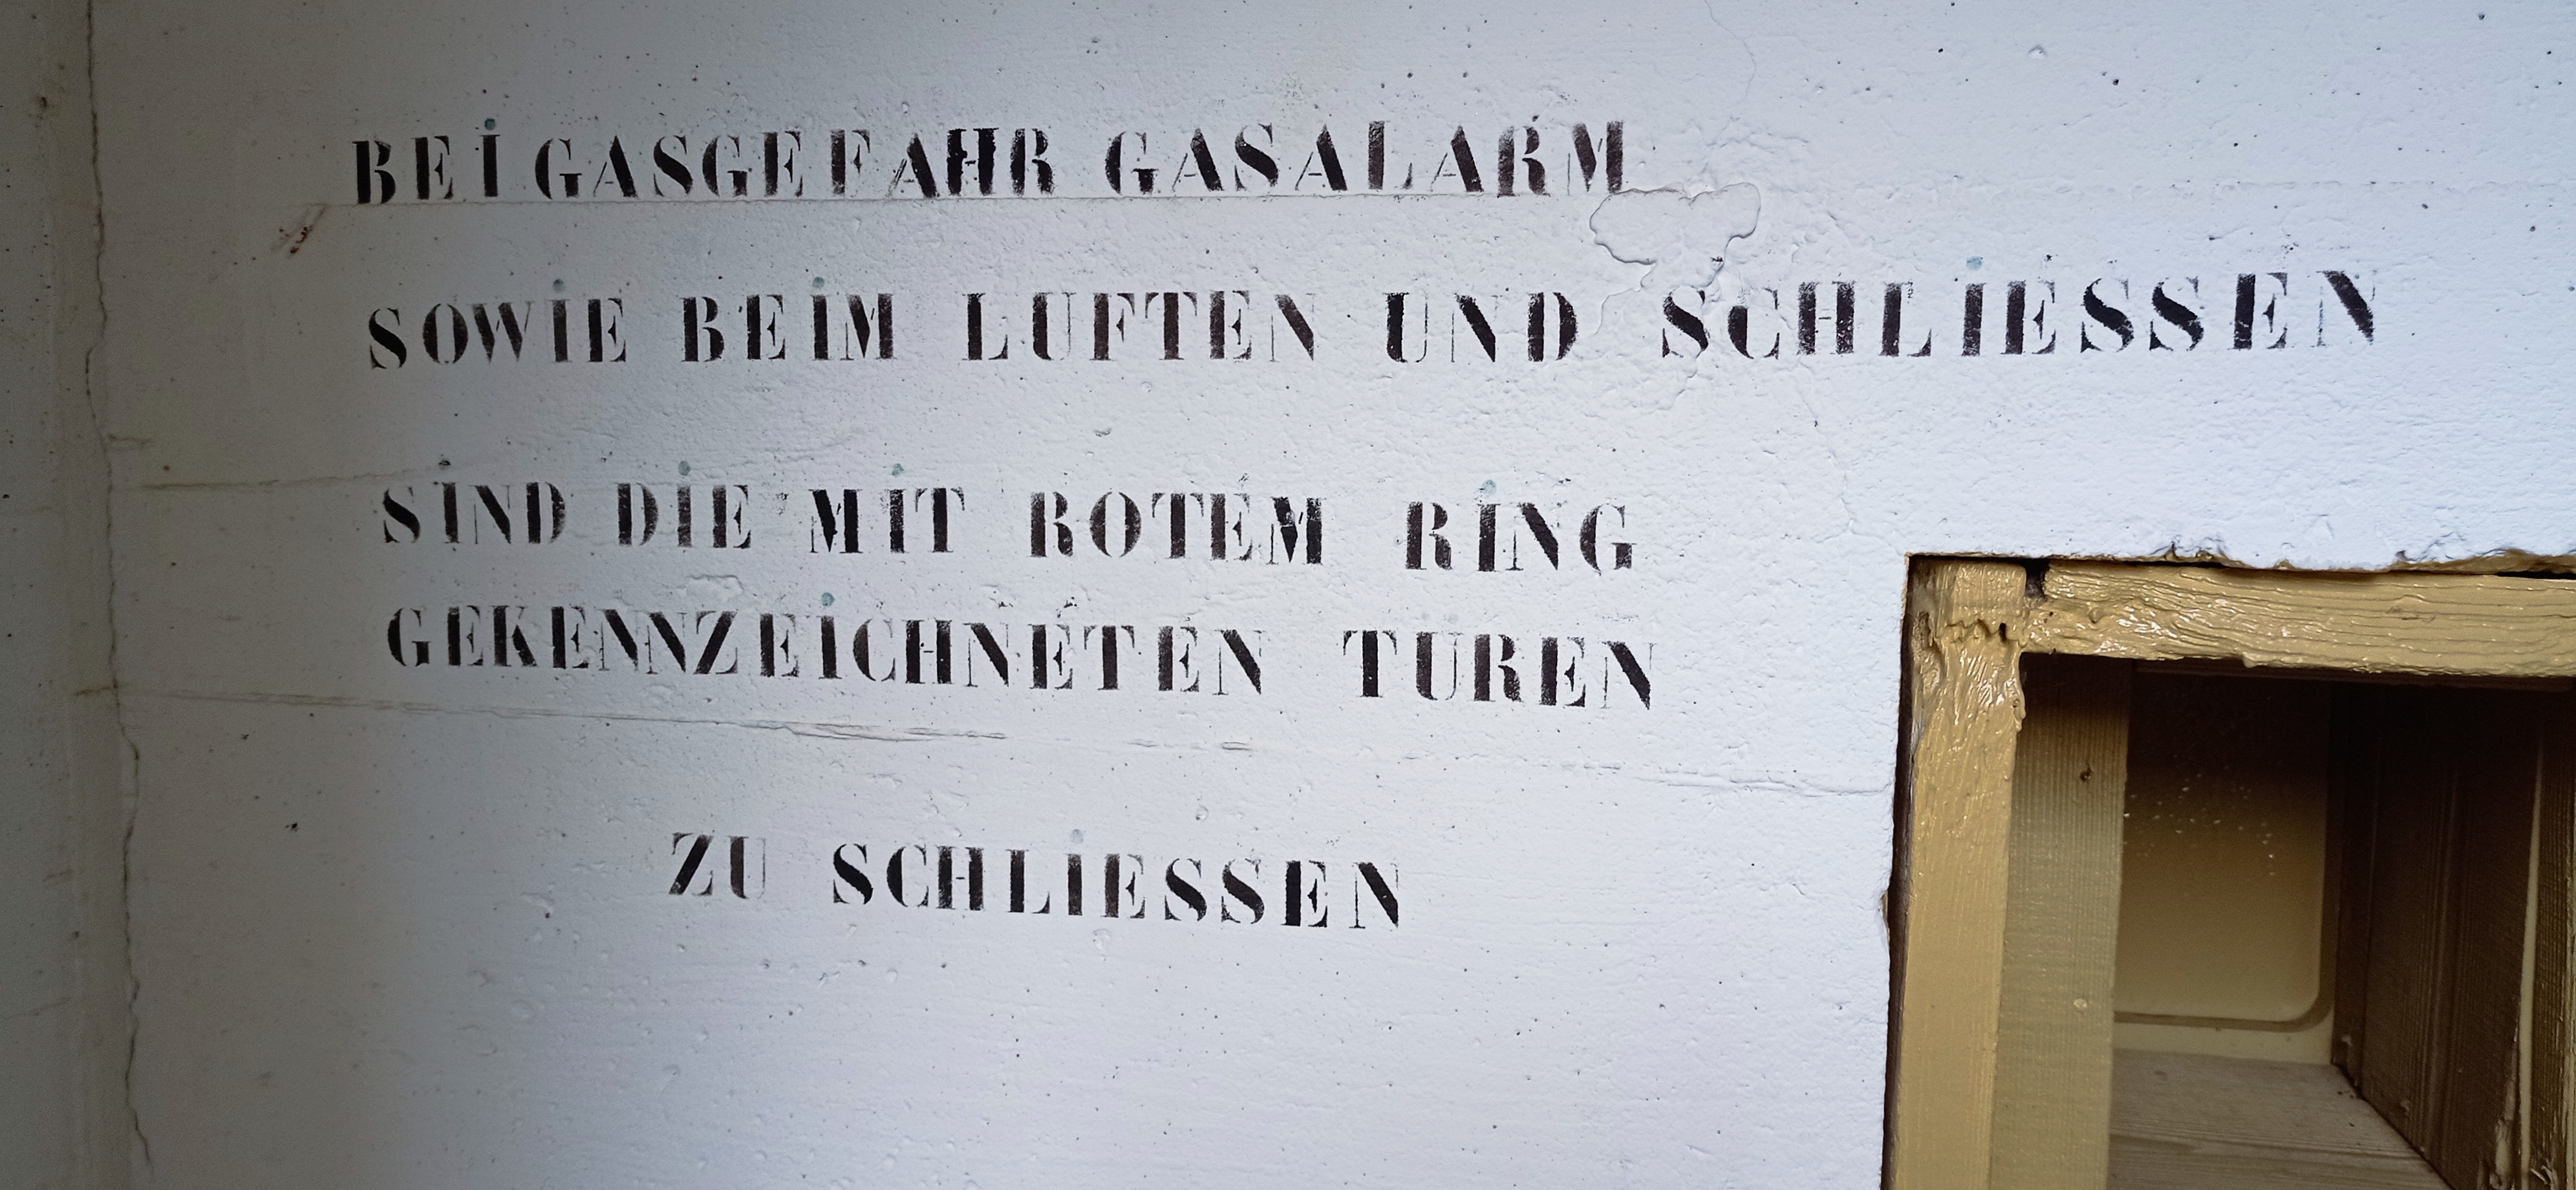 BEI GASGEFAHR GASALARM
SOWIE BEIM LUFTEN UND SCHLIESSEN
SIND DIE MIT ROTEM RING
GEKENNZEICHNETEN TUREN
ZU SCHLIESSEN